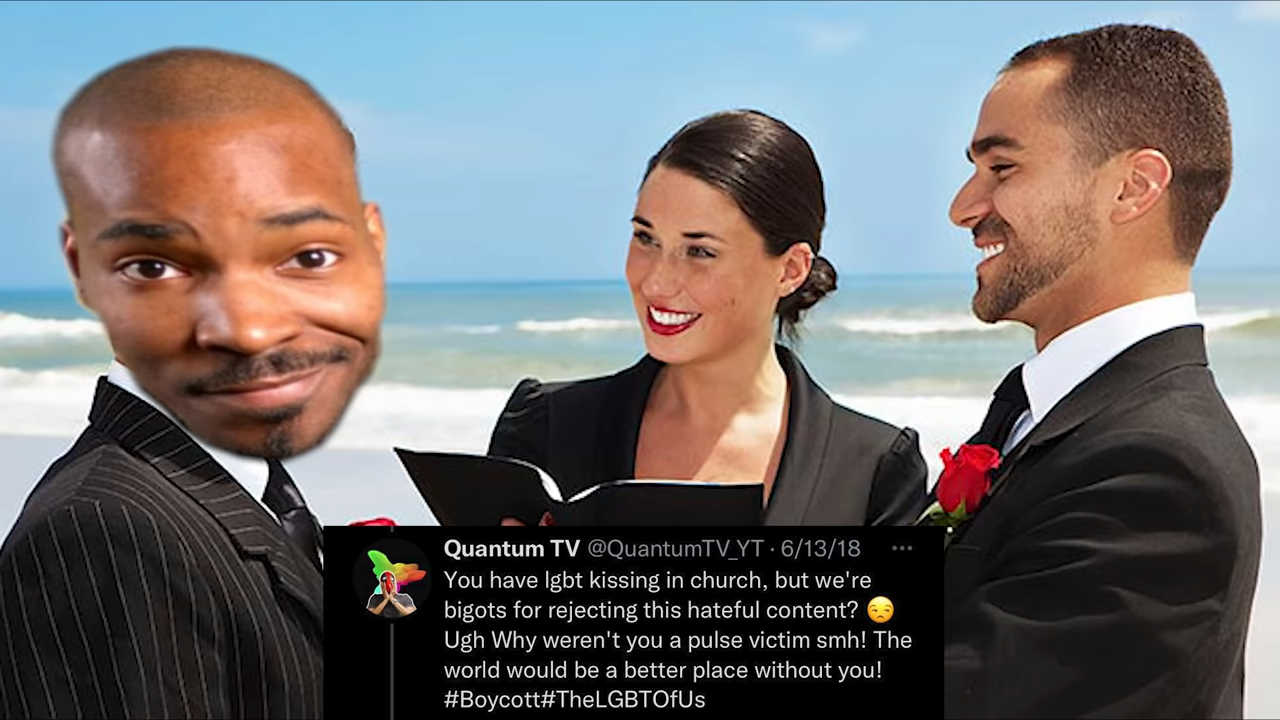 Quantum TV @QuantumTV_YT · 6/13/18 ···
You have lgbt kissing in church, but we're
bigots for rejecting this hateful content? 😒
Ugh Why weren't you a pulse victim smh! The
world would be a better place without you!
#Boycott#TheLGBTOfUs